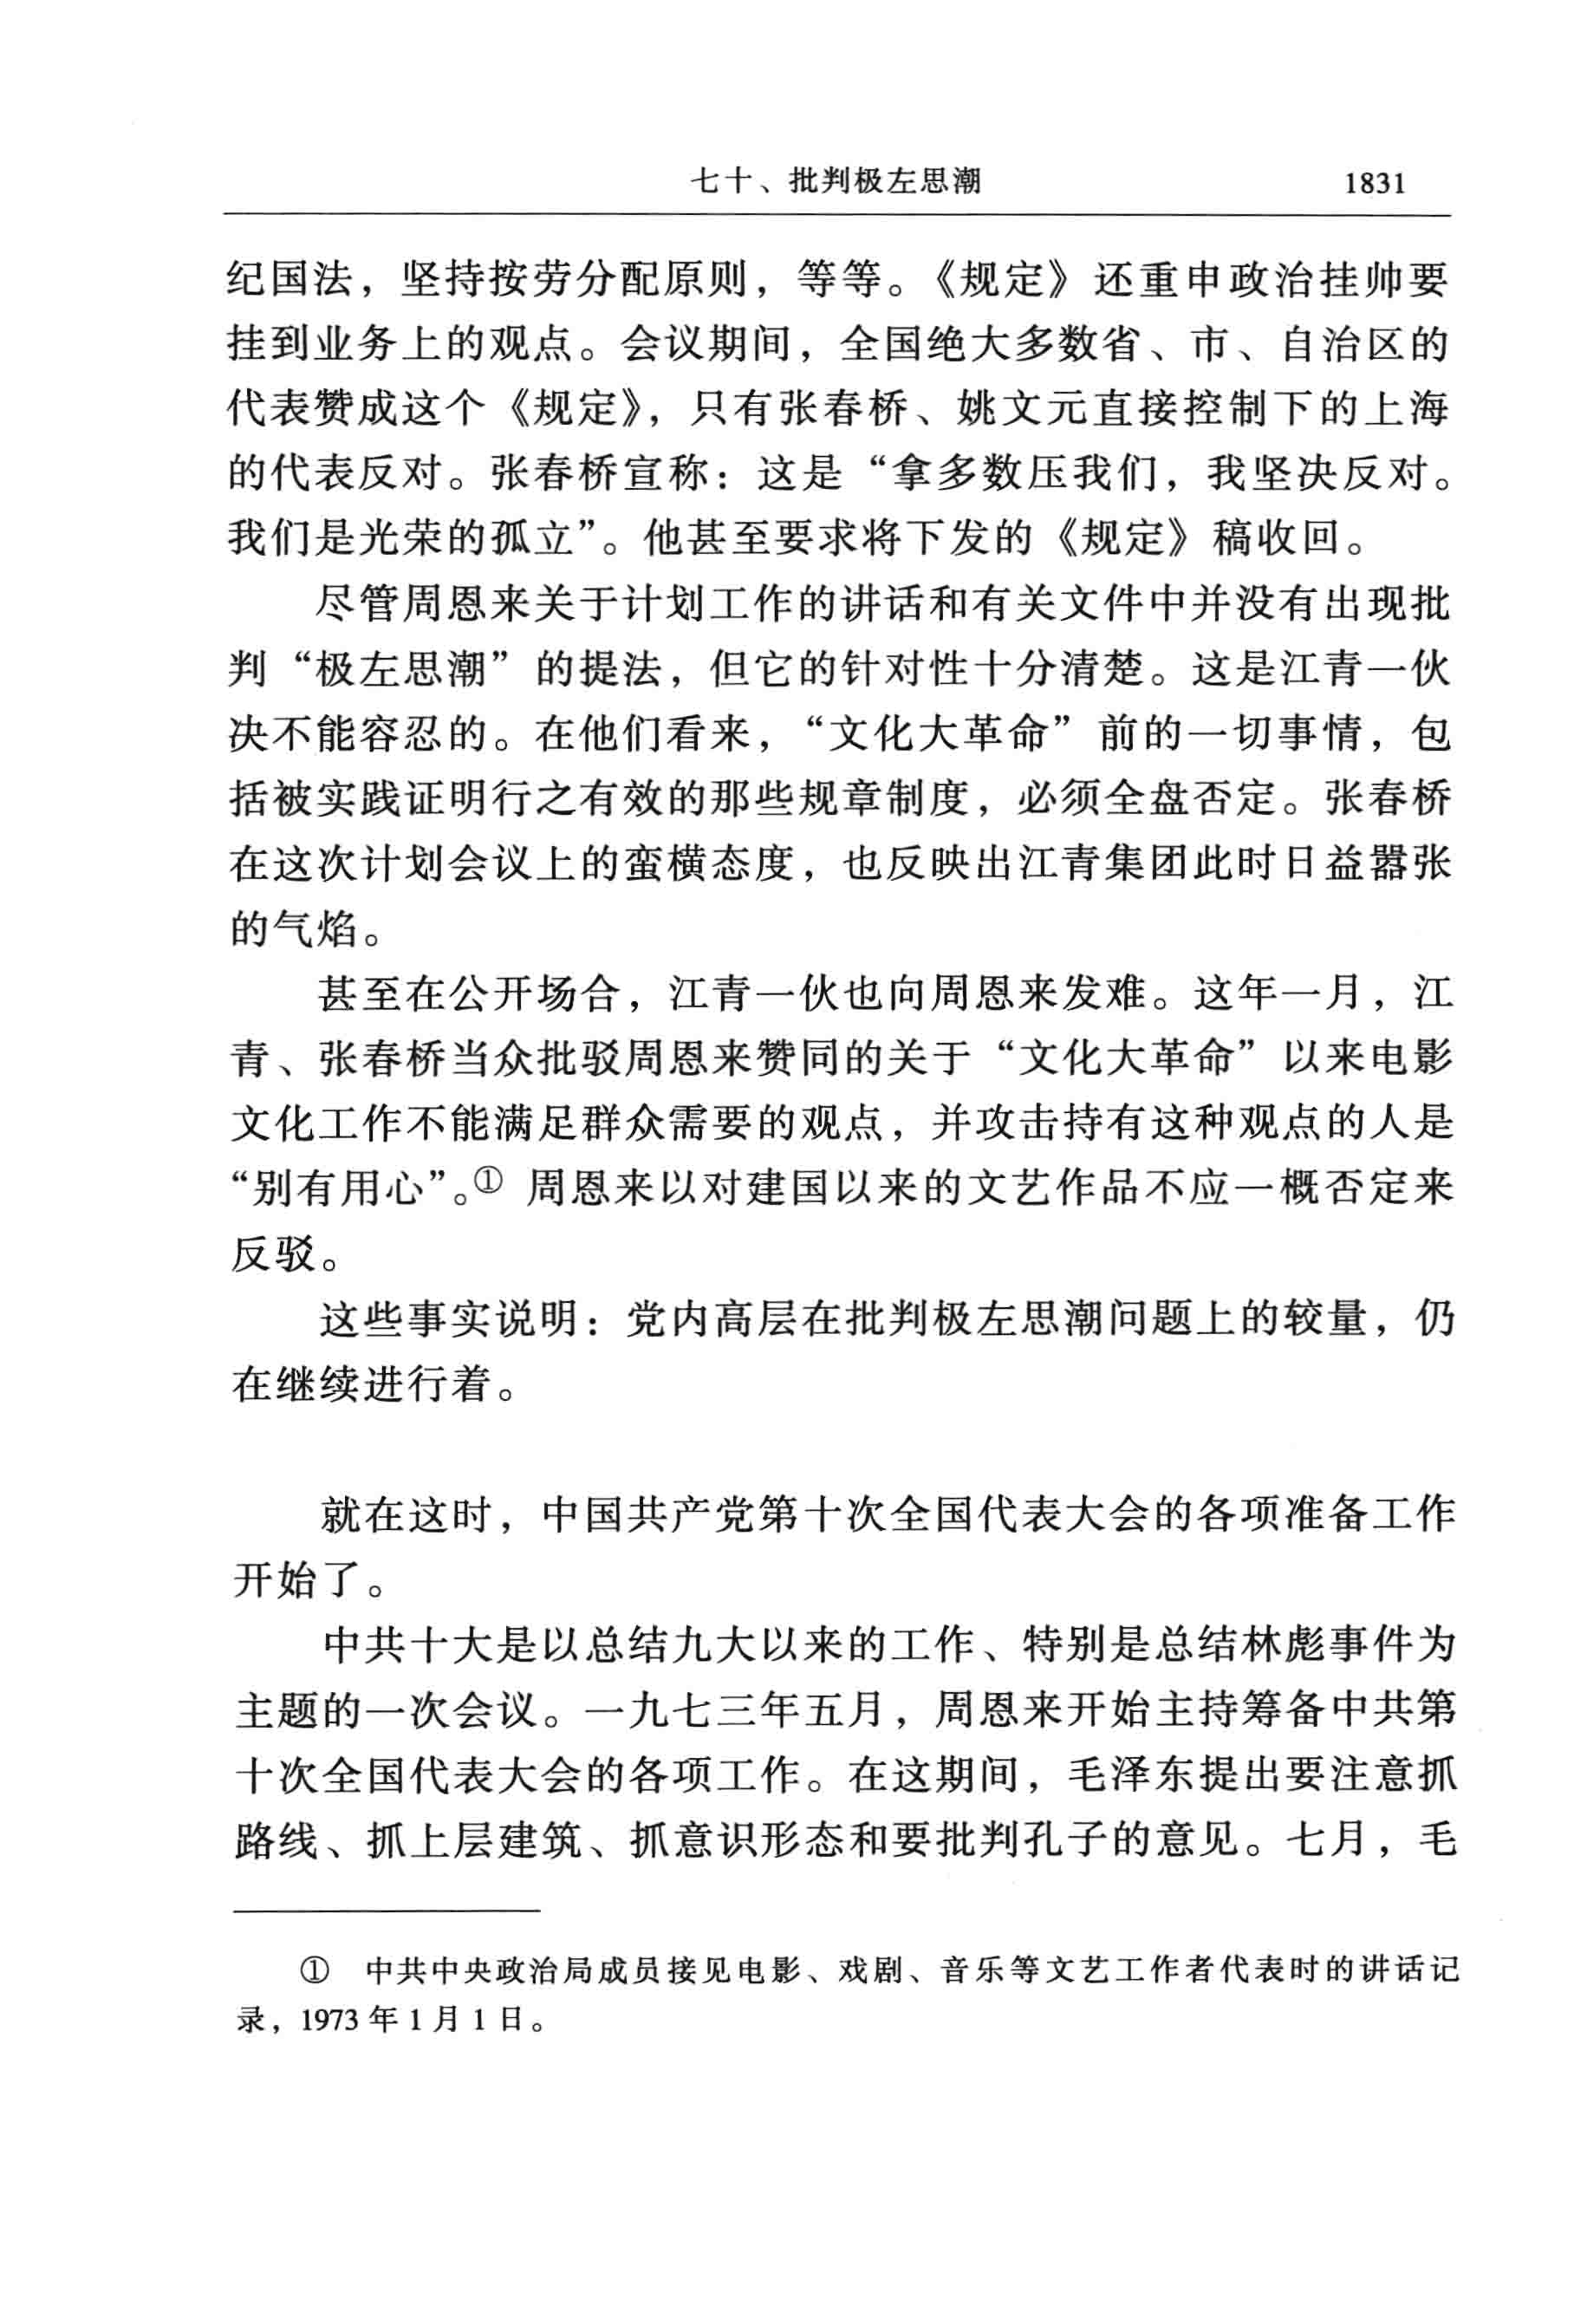 七十、批判极左思潮 1831
纪国法，坚持按劳分配原则，等等。《规定》还重申政治挂帅要
挂到业务上的观点。会议期间，全国绝大多数省、市、自治区的
代表赞成这个《规定》，只有张春桥、姚文元直接控制下的上海
的代表反对。张春桥宣称：这是“拿多数压我们，我坚决反对。
我们是光荣的孤立”。他甚至要求将下发的《规定》稿收回。
尽管周恩来关于计划工作的讲话和有关文件中并没有出现批
判“极左思潮”的提法，但它的针对性十分清楚。这是江青一伙
决不能容忍的。在他们看来，“文化大革命”前的一切事情，包
括被实践证明行之有效的那些规章制度，必须全盘否定。张春桥
在这次计划会议上的蛮横态度，也反映出江青集团此时日益嚣张
的气焰。
甚至在公开场合，江青一伙也向周恩来发难。这年一月，江
青、张春桥当众批驳周恩来赞同的关于“文化大革命”以来电影
文化工作不能满足群众需要的观点，并攻击持有这种观点的人是
“别有用心”。① 周恩来以对建国以来的文艺作品不应一概否定来
反驳。
这些事实说明：党内高层在批判极左思潮问题上的较量，仍
在继续进行着。
就在这时，中国共产党第十次全国代表大会的各项准备工作
开始了。
中共十大是以总结九大以来的工作、特别是总结林彪事件为
主题的一次会议。一九七三年五月，周恩来开始主持筹备中共第
十次全国代表大会的各项工作。在这期间，毛泽东提出要注意抓
路线、抓上层建筑、抓意识形态和要批判孔子的意见。七月，毛
① 中共中央政治局成员接见电影、戏剧、音乐等文艺工作者代表时的讲话记
录，1973 年 1 月 1 日。